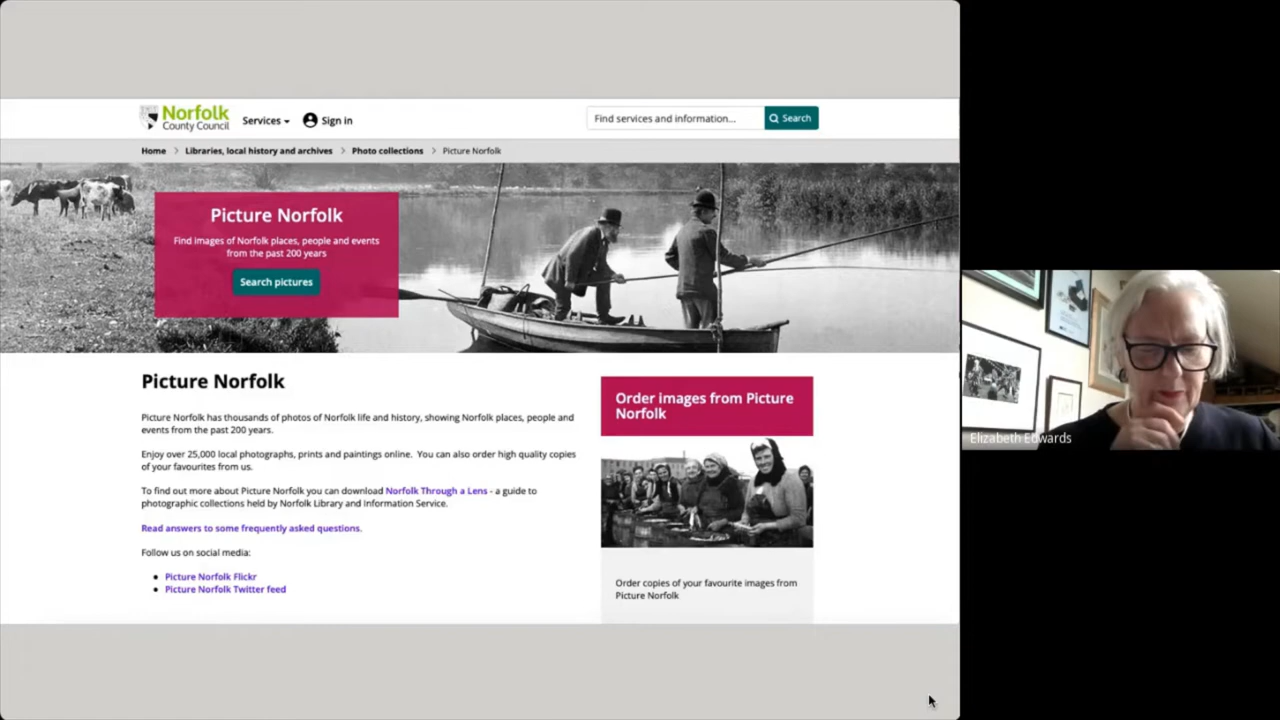 Norfolk
County Council
Services
Sign in
Find services and information...
Search
Home > Libraries, local history and archives > Photo collections > Picture Norfolk
Picture Norfolk
Find images of Norfolk places, people and events
from the past 200 years
Search pictures
Picture Norfolk
Picture Norfolk has thousands of photos of Norfolk life and history, showing Norfolk places, people and
events from the past 200 years.
Enjoy over 25,000 local photographs, prints and paintings online. You can also order high quality copies
of your favourites from us.
To find out more about Picture Norfolk you can download Norfolk Through a Lens - a guide to
photographic collections held by Norfolk Library and Information Service.
Read answers to some frequently asked questions.
Follow us on social media:
Picture Norfolk Flickr
Picture Norfolk Twitter feed
Order images from Picture
Norfolk
Order copies of your favourite images from
Picture Norfolk
Elizabeth Edwards